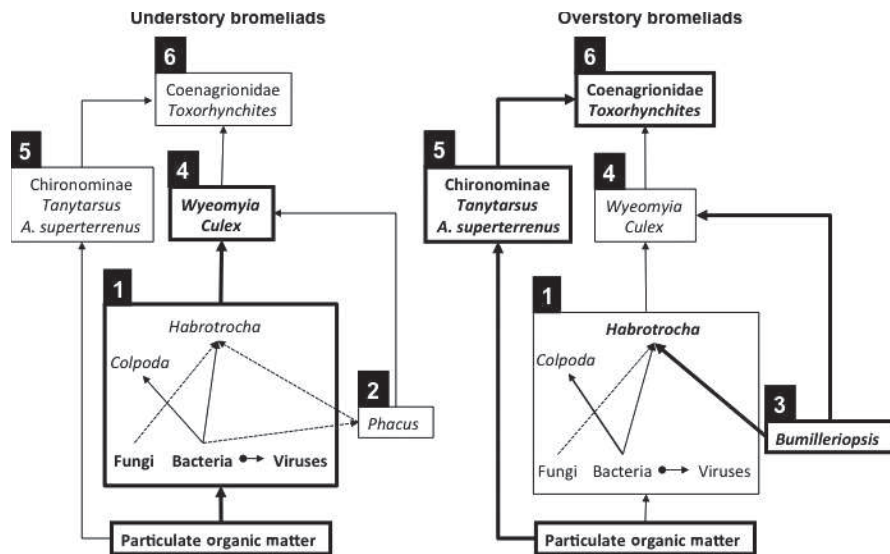 Understory bromeliads
6
Coenagrionidae
Toxorhynchites
5
Chironominae
Tanytarsus
A. superterrenus
4
Wyeomyia
Culex
1
Habrotrocha
Colpoda
2
Phacus
Fungi Bacteria Viruses
Particulate organic matter
Overstory bromeliads
6
Coenagrionidae
Toxorhynchites
5
Chironominae
Tanytarsus
A. superterrenus
4
Wyeomyia
Culex
1
Habrotrocha
Colpoda
3
Bumilleriopsis
Fungi Bacteria Viruses
Particulate organic matter